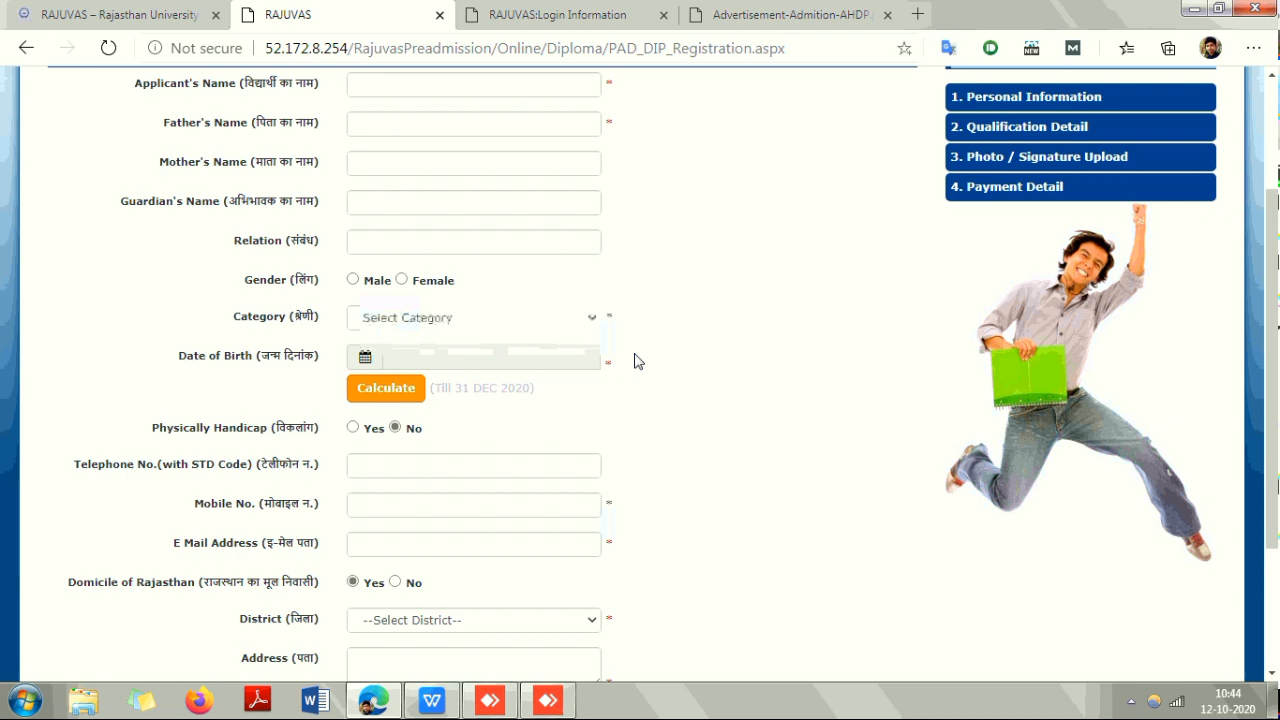 RAJUVAS – Rajasthan University
RAJUVAS
RAJUVAS:LoginInformation
Advertisement-Admition-AHDP
Not secure
52.172.8.254/RajuvasPreadmission/Online/Diploma/PAD_DIP_Registration.aspx
NEW
M
Applicant's Name (विद्यार्थी का नाम) *
Father's Name (पिता का नाम) *
Mother's Name (माता का नाम)
Guardian's Name (अभिभावक का नाम)
Relation (संबंध)
Gender (लिंग) Male Female
Category (श्रेणी) Select Category *
Date of Birth (जन्म दिनांक) *
Calculate (Till 31 DEC 2020)
Physically Handicap (विकलांग) Yes No
Telephone No.(with STD Code) (टेलीफोन न.)
Mobile No. (मोबाइल न.) *
E Mail Address (इ-मेल पता) *
Domicile of Rajasthan (राजस्थान का मूल निवासी) Yes No
District (जिला) --Select District-- *
Address (पता)
1. Personal Information
2. Qualification Detail
3. Photo / Signature Upload
4. Payment Detail
W
W
10:44
12-10-2020